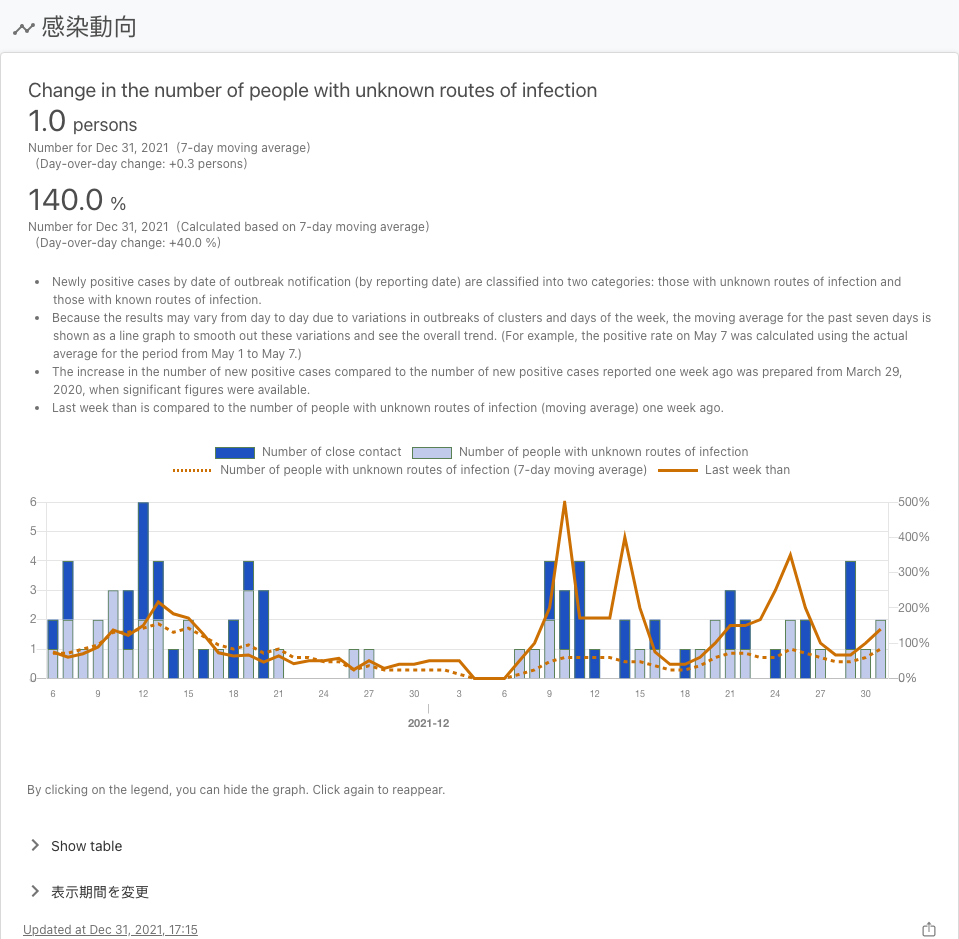 感染動向
Change in the number of people with unknown routes of infection
1.0 persons
Number for Dec 31, 2021 (7-day moving average)
(Day-over-day change: +0.3 persons)
140.0 %
Number for Dec 31, 2021 (Calculated based on 7-day moving average)
(Day-over-day change: +40.0 %)
• Newly positive cases by date of outbreak notification (by reporting date) are classified into two categories: those with unknown routes of infection and
those with known routes of infection.
• Because the results may vary from day to day due to variations in outbreaks of clusters and days of the week, the moving average for the past seven days is
shown as a line graph to smooth out these variations and see the overall trend. (For example, the positive rate on May 7 was calculated using the actual
average for the period from May 1 to May 7.)
• The increase in the number of new positive cases compared to the number of new positive cases reported one week ago was prepared from March 29,
2020, when significant figures were available.
• Last week than is compared to the number of people with unknown routes of infection (moving average) one week ago.
Number of close contact Number of people with unknown routes of infection
Number of people with unknown routes of infection (7-day moving average) Last week than
6 500%
5 400%
4 300%
3 200%
2 100%
1 0%
0
6 9 12 15 18 21 24 27 30 3 6 9 12 15 18 21 24 27 30
2021-12
By clicking on the legend, you can hide the graph. Click again to reappear.
Show table
表示期間を変更
Updated at Dec 31, 2021, 17:15